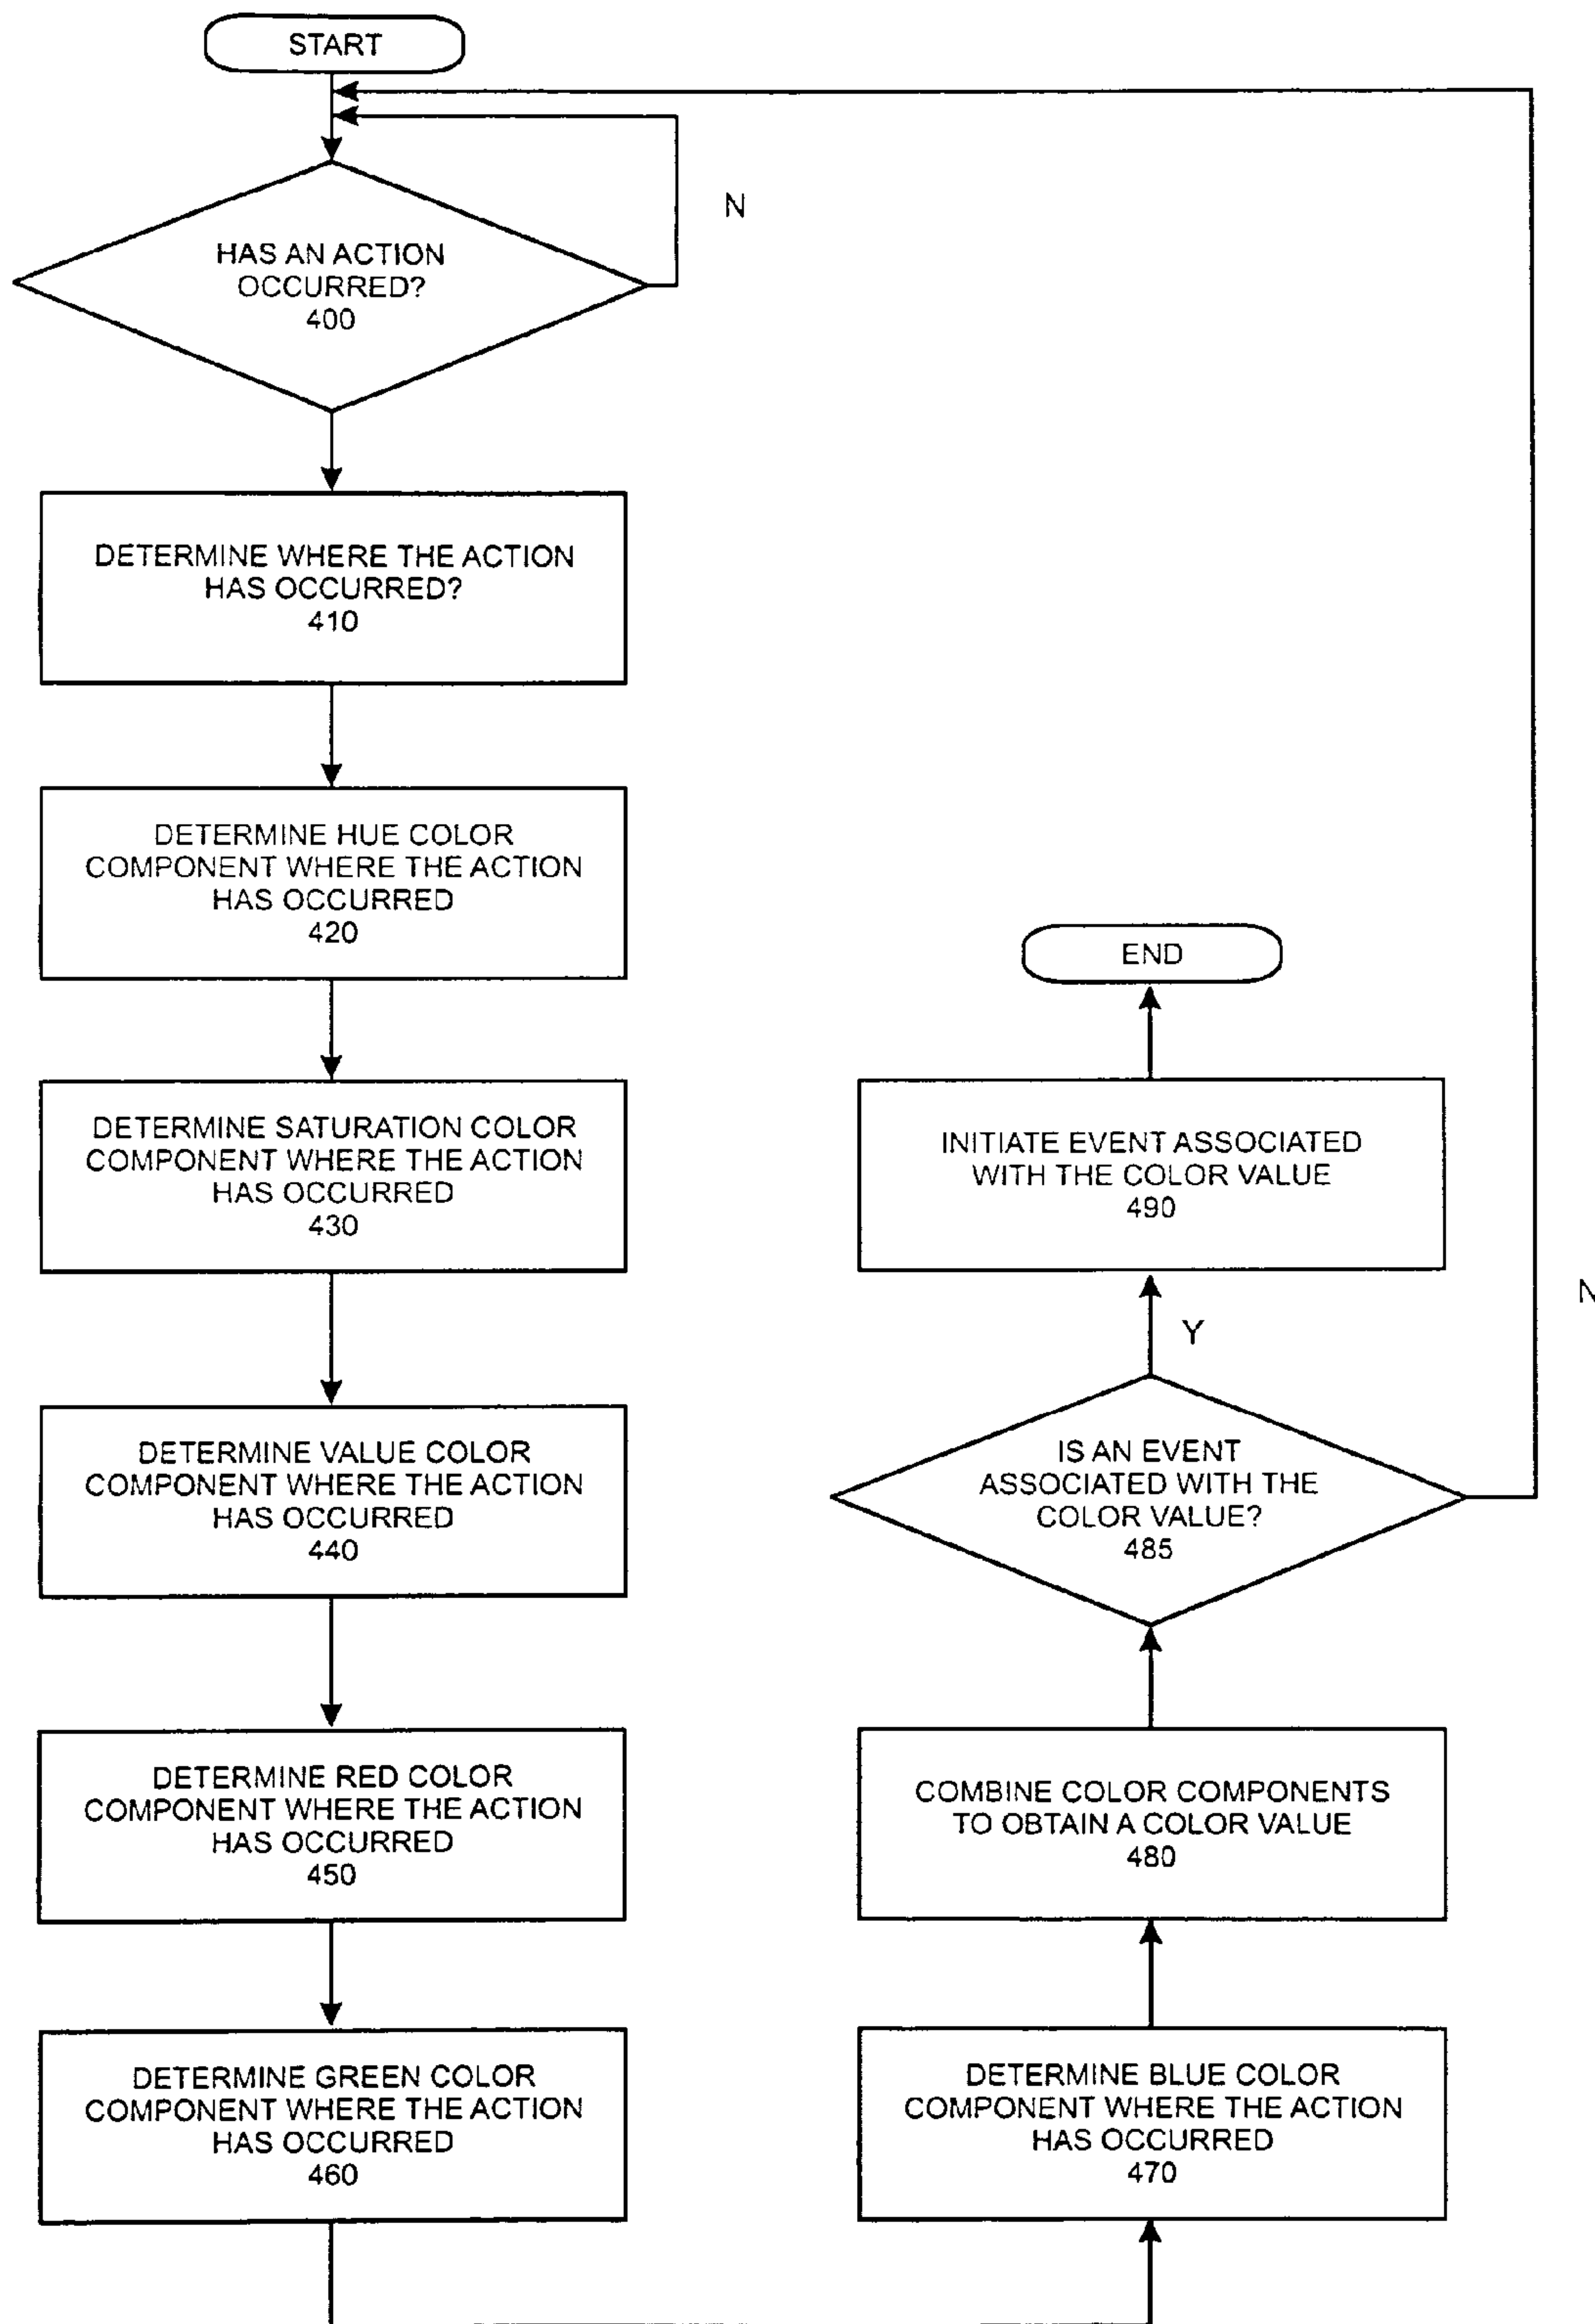 START
N
HAS AN ACTION
OCCURRED?
400
DETERMINE WHERE THE ACTION
HAS OCCURRED?
410
DETERMINE HUE COLOR
COMPONENT WHERE THE ACTION
HAS OCCURRED
420
DETERMINE SATURATION COLOR
COMPONENT WHERE THE ACTION
HAS OCCURRED
430
DETERMINE VALUE COLOR
COMPONENT WHERE THE ACTION
HAS OCCURRED
440
DETERMINE RED COLOR
COMPONENT WHERE THE ACTION
HAS OCCURRED
450
DETERMINE GREEN COLOR
COMPONENT WHERE THE ACTION
HAS OCCURRED
460
DETERMINE BLUE COLOR
COMPONENT WHERE THE ACTION
HAS OCCURRED
470
COMBINE COLOR COMPONENTS
TO OBTAIN A COLOR VALUE
480
IS AN EVENT
ASSOCIATED WITH THE
COLOR VALUE?
485
Y
N
INITIATE EVENT ASSOCIATED
WITH THE COLOR VALUE
490
END